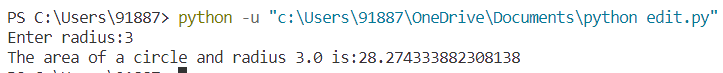 PS C:\Users\91887> python -u "c:\Users\91887\OneDrive\Documents\python edit.py"
Enter radius:3
The area of a circle and radius 3.0 is:28.274333882308138